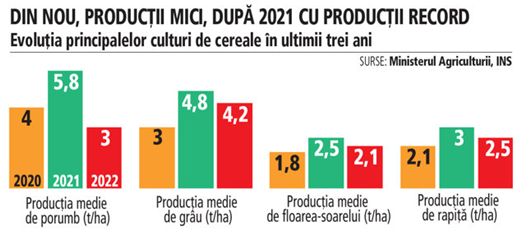 DIN NOU, PRODUCȚII MICI, DUPĂ 2021 CU PRODUCȚII RECORD
Evoluția principalelor culturi de cereale în ultimii trei ani
SURSE: Ministerul Agriculturii, INS
4
5,8
3
2020
2021
2022
Producția medie
de porumb (t/ha)
3
4,8
4,2
Producția medie
de grâu (t/ha)
1,8
2,5
2,1
Producția medie
de floarea-soarelui (t/ha)
2,1
3
2,5
Producția medie
de rapiță (t/ha)